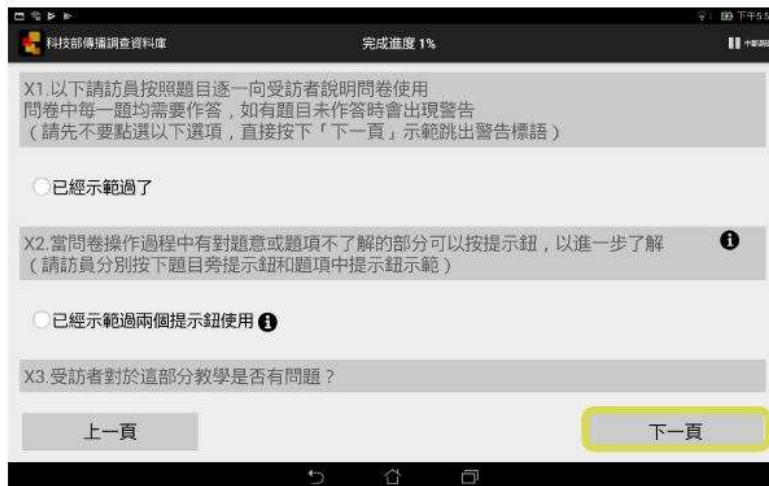 下午5:5
科技部傳播調查資料庫
完成進度 1%
X1.以下請訪員按照題目逐一向受訪者說明問卷使用
問卷中每一題均需要作答，如有題目未作答時會出現警告
（請先不要點選以下選項，直接按下「下一頁」示範跳出警告標語）
已經示範過了
X2.當問卷操作過程中有對題意或題項不了解的部分可以按提示鈕，以進一步了解
（請訪員分別按下題目旁提示鈕和題項中提示鈕示範）
已經示範過兩個提示鈕使用
X3.受訪者對於這部分教學是否有問題？
上一頁
下一頁